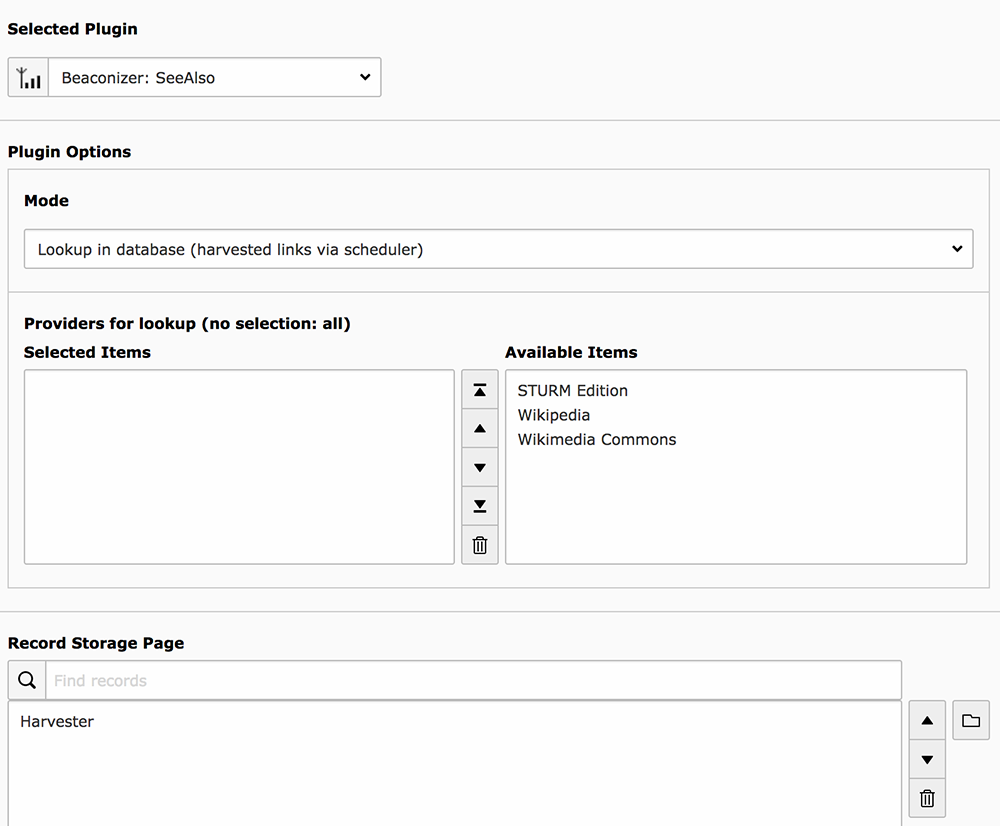 Selected Plugin
Beaconizer: SeeAlso
Plugin Options
Mode
Lookup in database (harvested links via scheduler)
Providers for lookup (no selection: all)
Selected Items
Available Items
STURM Edition
Wikipedia
Wikimedia Commons
Record Storage Page
Find records
Harvester